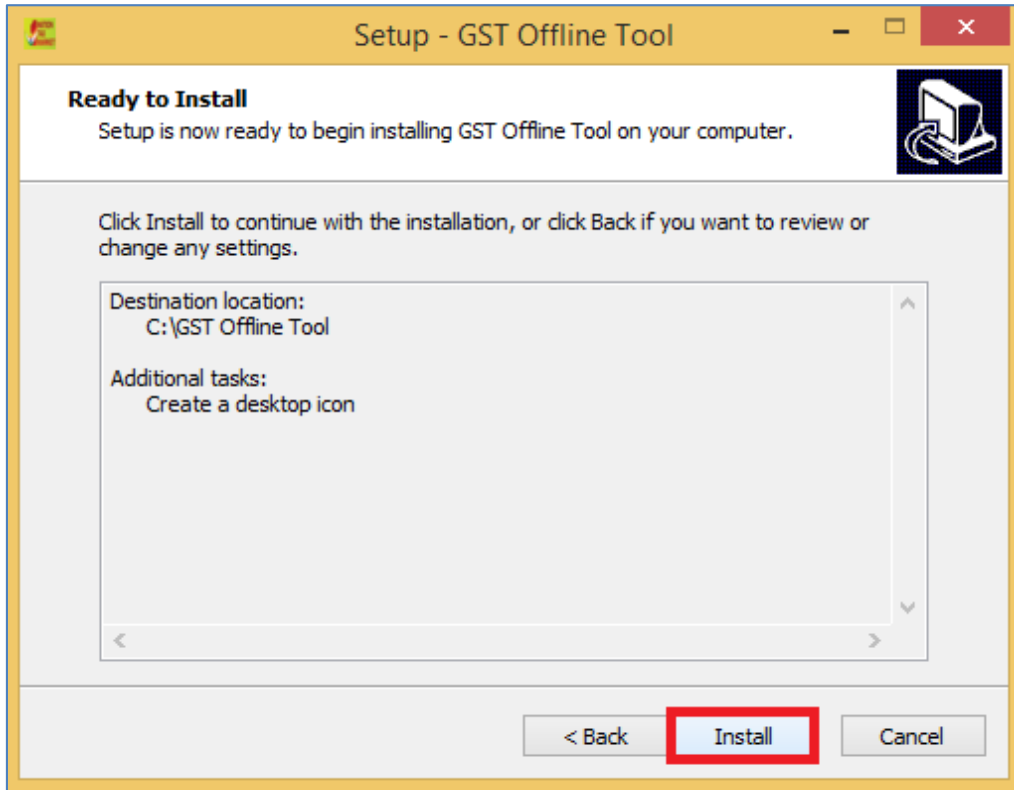 Setup - GST Offline Tool
Ready to Install
Setup is now ready to begin installing GST Offline Tool on your computer.
Click Install to continue with the installation, or click Back if you want to review or
change any settings.
Destination location:
C:\GST Offline Tool
Additional tasks:
Create a desktop icon
< Back
Install
Cancel